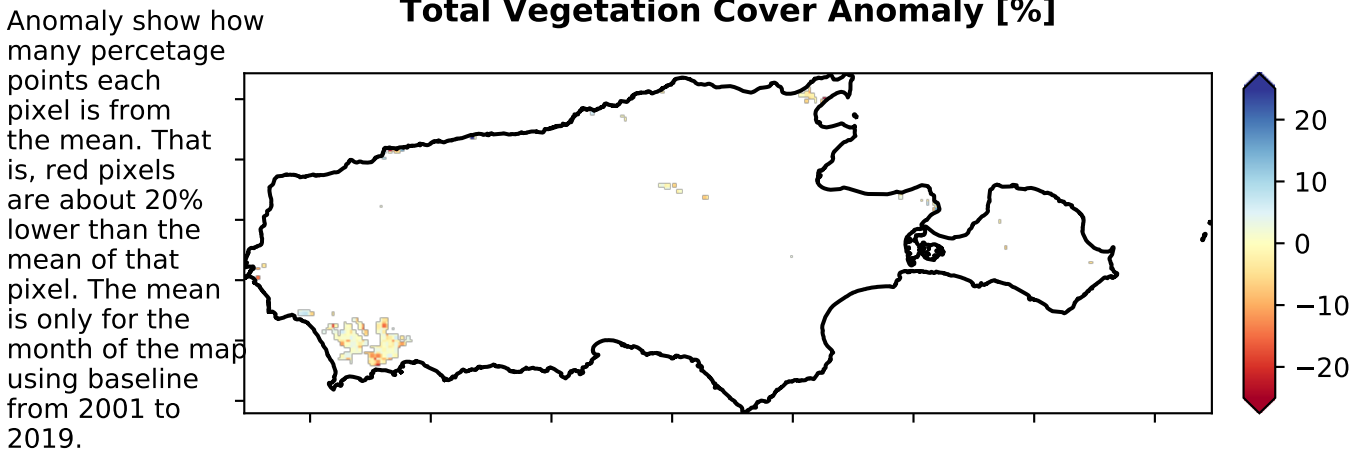 Total Vegetation Cover Anomaly [%]
Anomaly show how
many percetage
points each
pixel is from
the mean. That
is, red pixels
are about 20%
lower than the
mean of that
pixel. The mean
is only for the
month of the map
using baseline
from 2001 to
2019.
20
10
0
−10
−20